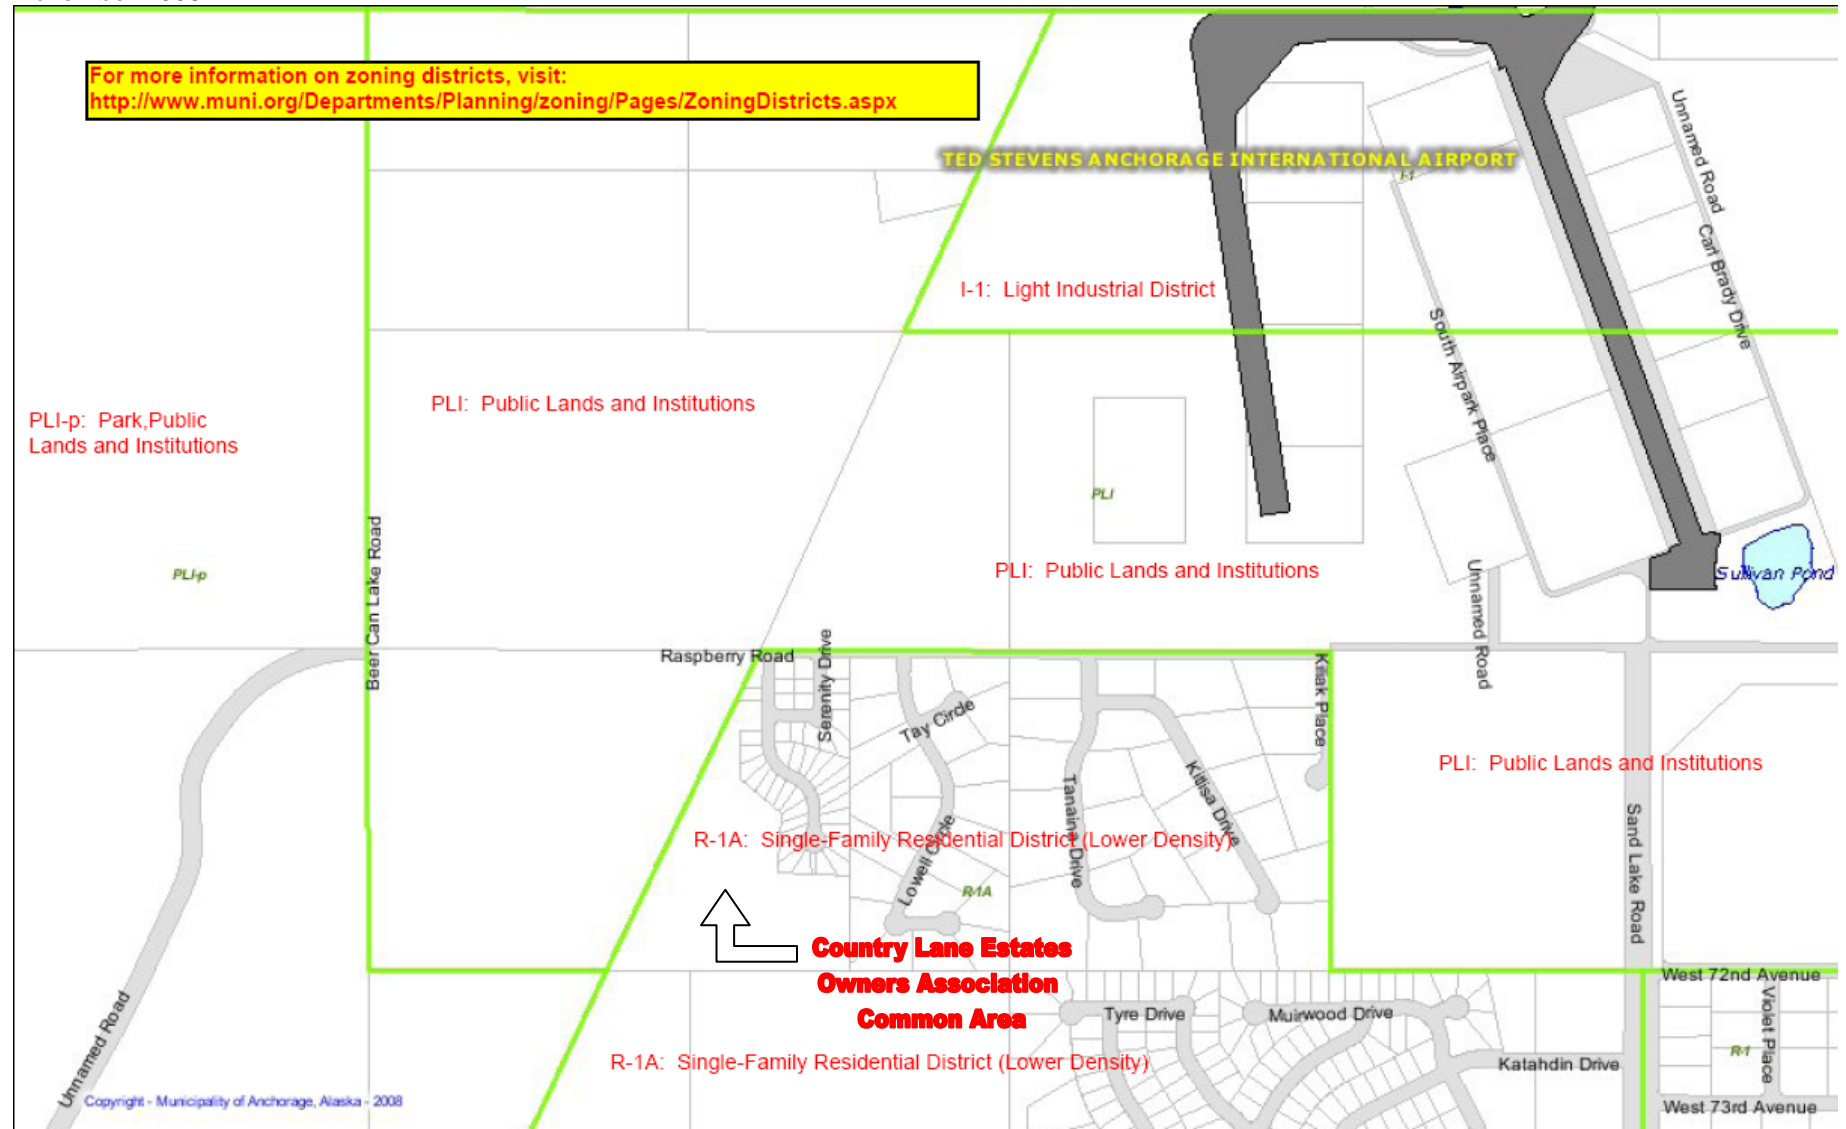 For more information on zoning districts, visit:
http://www.muni.org/Departments/Planning/zoning/Pages/ZoningDistricts.aspx
Unnamed Road
TED STEVENS ANCHORAGE INTERNATIONAL AIRPORT
I-1
Carl Brady Drive
I-1: Light Industrial District
South Airpark Place
PLI: Public Lands and Institutions
PLI-p: Park,Public
Lands and Institutions
PLI
Beer Can Lake Road
PLI-p
PLI: Public Lands and Institutions
Sullivan Pond
Unnamed Road
Raspberry Road
Serenity Drive
Kiliak Place
Tay Circle
Kitlisa Drive
Tanaina Drive
PLI: Public Lands and Institutions
Sand Lake Road
R-1A: Single-Family Residential District (Lower Density)
Lowell Circle
R-1A
Country Lane Estates
Owners Association
Common Area
West 72nd Avenue
Violet Place
Tyre Drive
Muirwood Drive
Unnamed Road
R-1
R-1A: Single-Family Residential District (Lower Density)
Katahdin Drive
Copyright - Municipality of Anchorage, Alaska - 2008
West 73rd Avenue